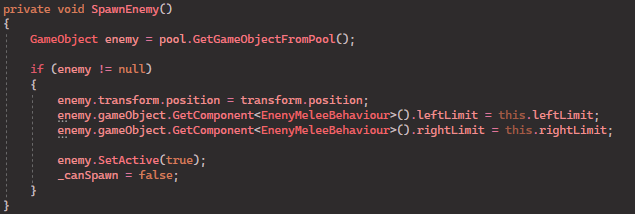 private void SpawnEnemy()
{
GameObject enemy = pool.GetGameObjectFromPool();
if (enemy != null)
{
enemy.transform.position = transform.position;
enemy.gameObject.GetComponent<EnenyMeleeBehaviour>().leftLimit = this.leftLimit;
enemy.gameObject.GetComponent<EnenyMeleeBehaviour>().rightLimit = this.rightLimit;
enemy.SetActive(true);
_canSpawn = false;
}
}